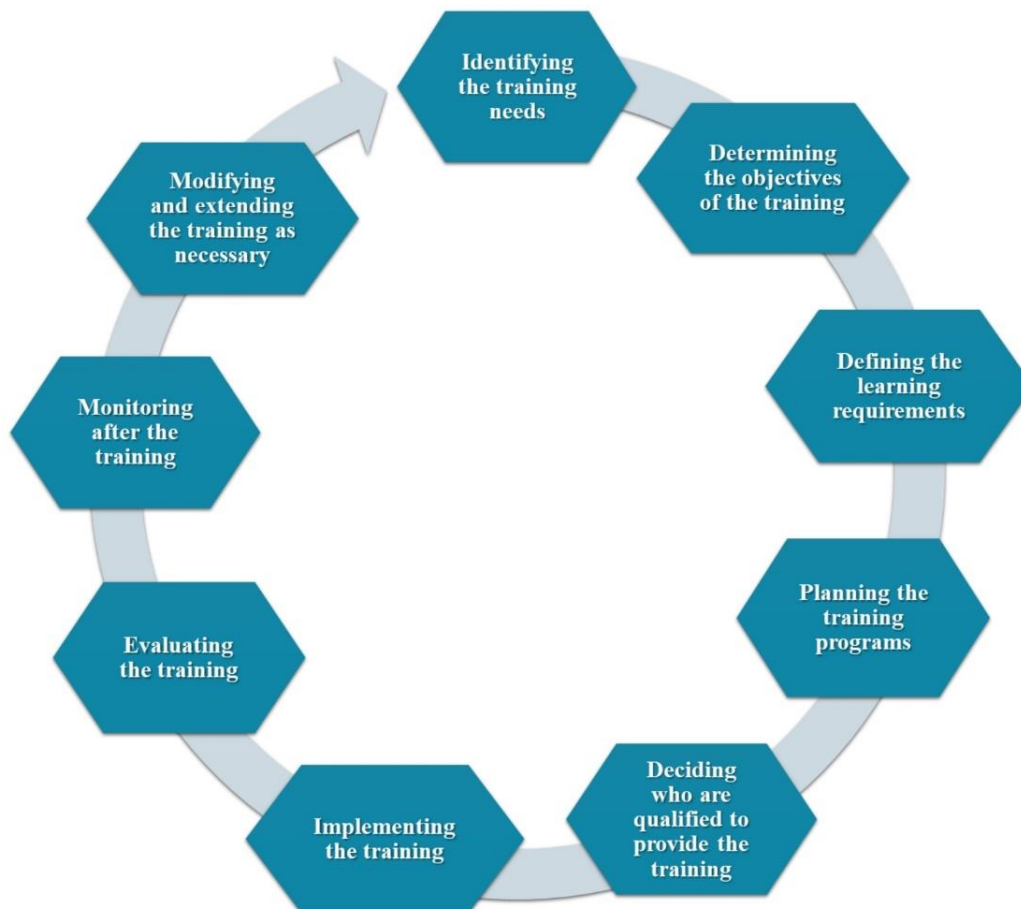 Identifying
the training
needs
Determining
the objectives
of the training
Defining the
learning
requirements
Planning the
training
programs
Deciding
who are
qualified to
provide the
training
Implementing
the training
Evaluating
the training
Monitoring
after the
training
Modifying
and extending
the training as
necessary